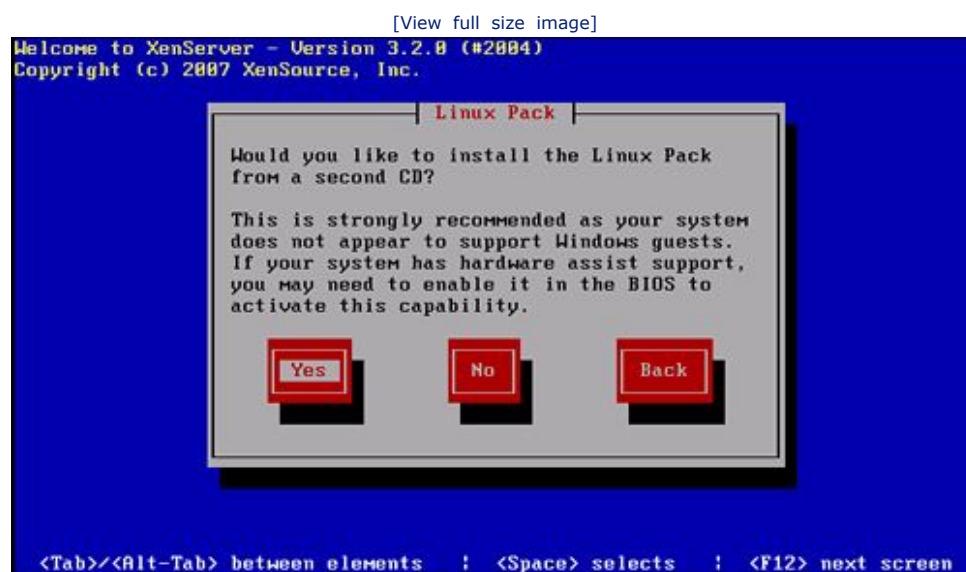 [View full size image]
Welcome to XenServer - Version 3.2.0 (#2004)
Copyright (c) 2007 XenSource, Inc.
Linux Pack
Would you like to install the Linux Pack
from a second CD?
This is strongly recommended as your system
does not appear to support Windows guests.
If your system has hardware assist support,
you may need to enable it in the BIOS to
activate this capability.
Yes No Back
<Tab>/<Alt-Tab> between elements | <Space> selects | <F12> next screen